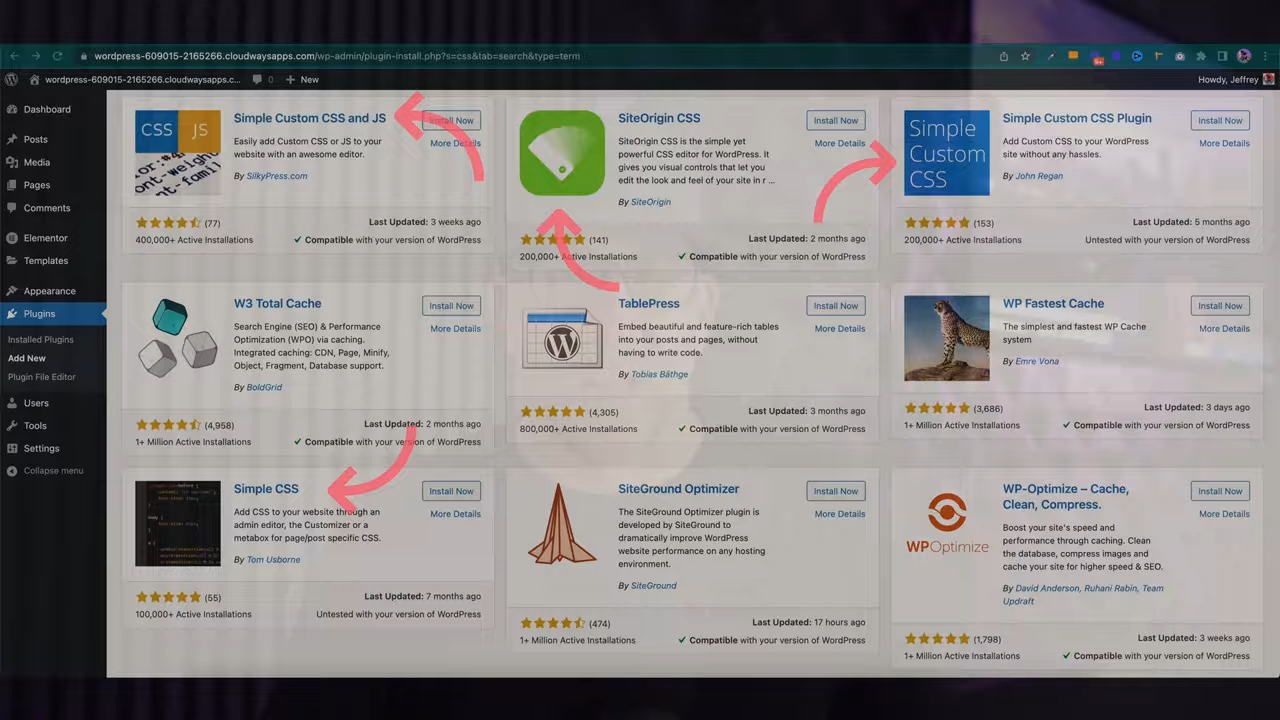 wordpress-609015-2165266.cloudwaysapps.com/wp-admin/plugin-install.php?s=css&tab=search&type=term
wordpress-609015-2165266.cloudwaysapps.c... 0 New Howdy, Jeffrey
Dashboard
Posts
Media
Pages
Comments
Elementor
Templates
Appearance
Plugins
Installed Plugins
Add New
Plugin File Editor
Users
Tools
Settings
Collapse menu
CSS JS
Simple Custom CSS and JS
Install Now
More Details
Easily add Custom CSS or JS to your
website with an awesome editor.
By SilkyPress.com
(77)
Last Updated: 3 weeks ago
400,000+ Active Installations
Compatible with your version of WordPress
SiteOrigin CSS
Install Now
More Details
SiteOrigin CSS is the simple yet
powerful CSS editor for WordPress. It
gives you visual controls that let you
edit the look and feel of your site in r ...
By SiteOrigin
(141)
Last Updated: 2 months ago
200,000+ Active Installations
Compatible with your version of WordPress
Simple
Custom
CSS
Simple Custom CSS Plugin
Install Now
More Details
Add Custom CSS to your WordPress
site without any hassles.
By John Regan
(153)
Last Updated: 5 months ago
200,000+ Active Installations
Untested with your version of WordPress
W3 Total Cache
Install Now
More Details
Search Engine (SEO) & Performance
Optimization (WPO) via caching.
Integrated caching: CDN, Page, Minify,
Object, Fragment, Database support.
By BoldGrid
(4,958)
Last Updated: 2 months ago
1+ Million Active Installations
Compatible with your version of WordPress
TablePress
Install Now
More Details
Embed beautiful and feature-rich tables
into your posts and pages, without
having to write code.
By Tobias Bäthge
(4,305)
Last Updated: 3 months ago
800,000+ Active Installations
Compatible with your version of WordPress
WP Fastest Cache
Install Now
More Details
The simplest and fastest WP Cache
system
By Emre Vona
(3,686)
Last Updated: 3 days ago
1+ Million Active Installations
Compatible with your version of WordPress
Simple CSS
Install Now
More Details
Add CSS to your website through an
admin editor, the Customizer or a
metabox for page/post specific CSS.
By Tom Usborne
(55)
Last Updated: 7 months ago
100,000+ Active Installations
Untested with your version of WordPress
SiteGround Optimizer
Install Now
More Details
The SiteGround Optimizer plugin is
developed by SiteGround to
dramatically improve WordPress
website performance on any hosting
environment.
By SiteGround
(474)
Last Updated: 17 hours ago
1+ Million Active Installations
Compatible with your version of WordPress
WPOptimize
WP-Optimize – Cache,
Clean, Compress.
Install Now
More Details
Boost your site's speed and
performance through caching. Clean
the database, compress images and
cache your site for higher speed & SEO.
By David Anderson, Ruhani Rabin, Team
Updraft
(1,798)
Last Updated: 3 weeks ago
1+ Million Active Installations
Compatible with your version of WordPress